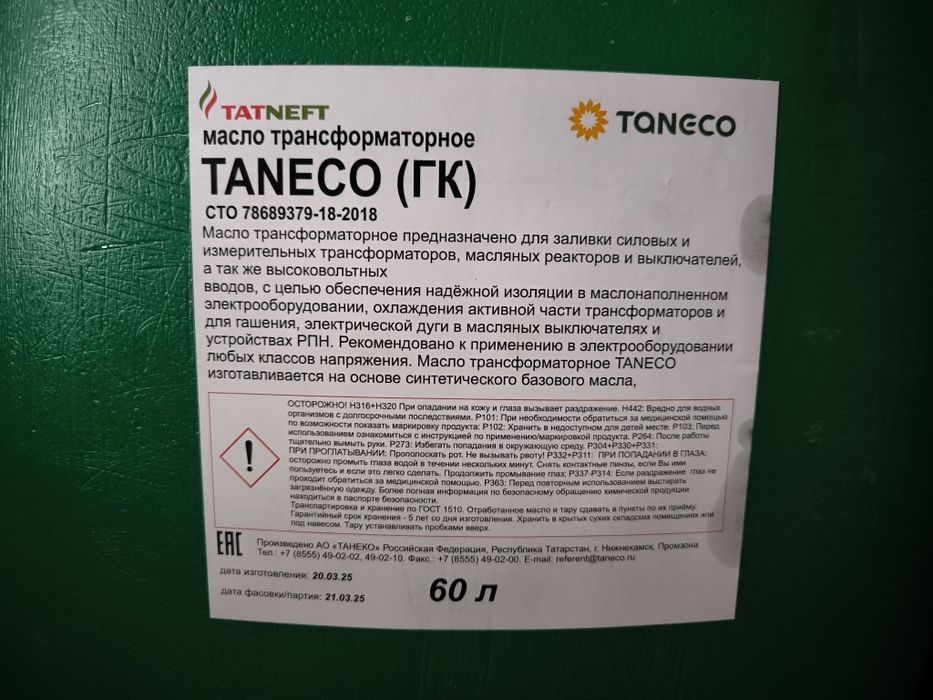 TATNEFT
TANECO
масло трансформаторное
TANECO (ГК)
СТО 78689379-18-2018
Масло трансформаторное предназначено для заливки силовых и
измерительных трансформаторов, масляных реакторов и выключателей,
а так же высоковольтных
вводов, с целью обеспечения надёжной изоляции в маслонаполненном
электрооборудовании, охлаждения активной части трансформаторов и
для гашения, электрической дуги в масляных выключателях и
устройствах РПН. Рекомендовано к применению в электрооборудовании
любых классов напряжения. Масло трансформаторное TANECO
изготавливается на основе синтетического базового масла,
ОСТОРОЖНО! H316+H320 При опадании на кожу и глаза вызывает раздражение. H442: Вредно для водных
организмов с долгосрочными последствиями. P101: При необходимости обратиться за медицинской помощью
по возможности показать маркировку продукта: P102: Хранить в недоступном для детей месте. P103: Перед
использованием ознакомиться с инструкцией по применению/маркировкой продукта. P264: После работы
тщательно вымыть руки. P273: Избегать попадания в окружающую среду. P304+P330+P331:
ПРИ ПРОГЛАТЫВАНИИ: Прополоскать рот. Не вызывать рвоту! P332+P311: ПРИ ПОПАДАНИИ В ГЛАЗА:
осторожно промыть глаза водой в течении нескольких минут. Снять контактные линзы, если Вы ими
пользуетесь и если это легко сделать. Продолжить промывание глаз; P337-P314: Если раздражение глаз не
проходит обратиться за медицинской помощью. P363: Перед повторным использованием выстирать
загрязнённую одежду. Более полная информация по безопасному обращению химической продукции
находиться в паспорте безопасности.
Транспартировка и хранение по ГОСТ 1510. Отработанное масло и тару сдавать в пункты по их приёму.
Гарантийный срок хранения - 5 лет со дня изготовления. Хранить в крытых сухих складских помещениях или
под навесом. Тару устанавливать пробками вверх.
EAC
Произведено АО «ТАНЕКО» Российская Федерация, Республика Татарстан, г. Нижнекамск, Промзона
Тел.: +7 (8555) 49-02-02, 49-02-10. Факс.: +7 (8555) 49-02-00. E-mail: referent@taneco.ru
дата изготовления: 20.03.25
дата фасовки/партия: 21.03.25
60 л